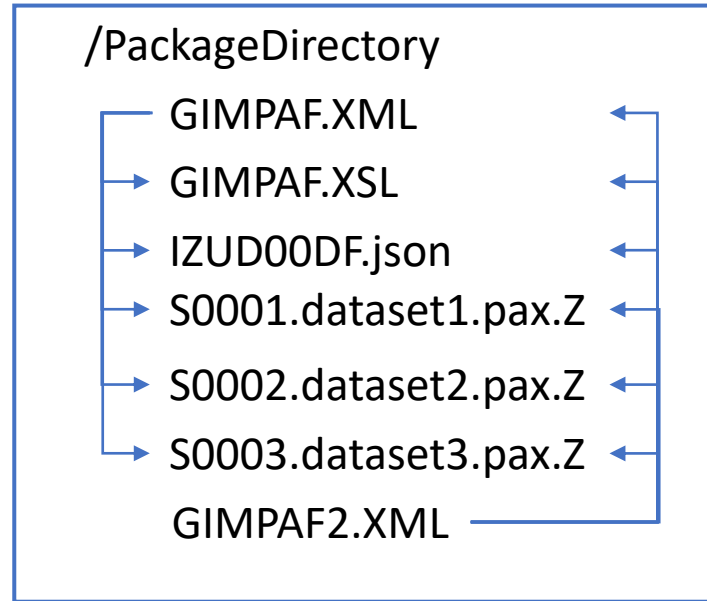 /PackageDirectory
GIMPAF.XML
GIMPAF.XSL
IZUD00DF.json
S0001.dataset1.pax.Z
S0002.dataset2.pax.Z
S0003.dataset3.pax.Z
GIMPAF2.XML